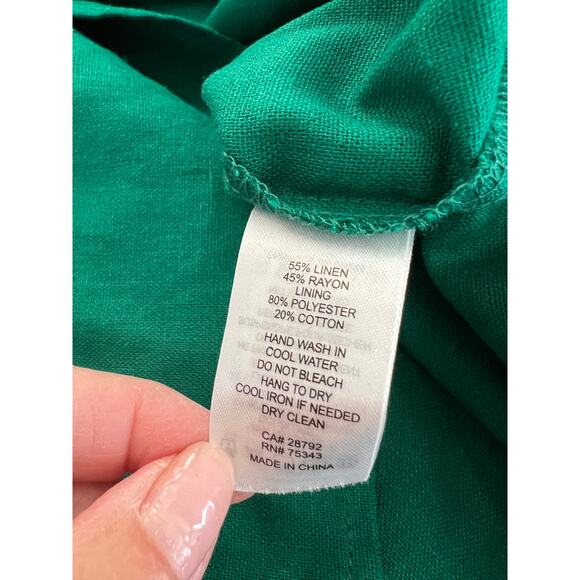 55% LINEN
45% RAYON
LINING
80% POLYESTER
20% COTTON
HAND WASH IN
COOL WATER
DO NOT BLEACH
HANG TO DRY
COOL IRON IF NEEDED
DRY CLEAN
CA# 28792
RN# 75343
MADE IN CHINA